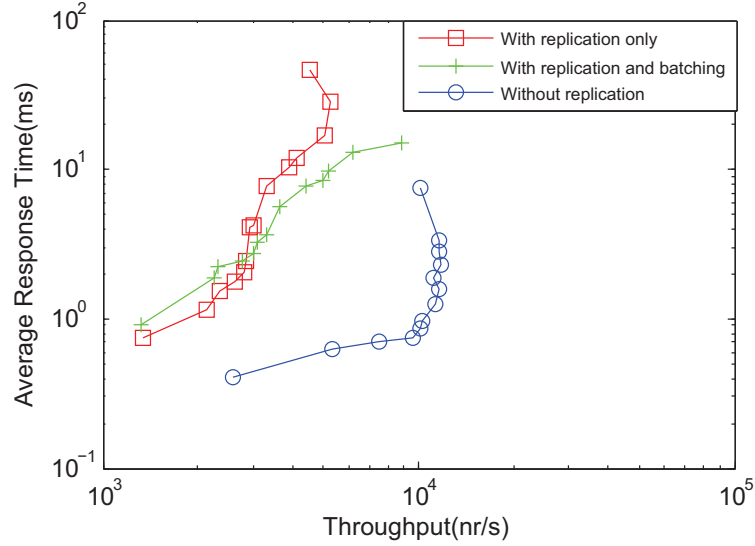 10^2
With replication only
With replication and batching
Without replication
10^1
10^0
10^-1
Average Response Time(ms)
10^3
10^4
10^5
Throughput(nr/s)